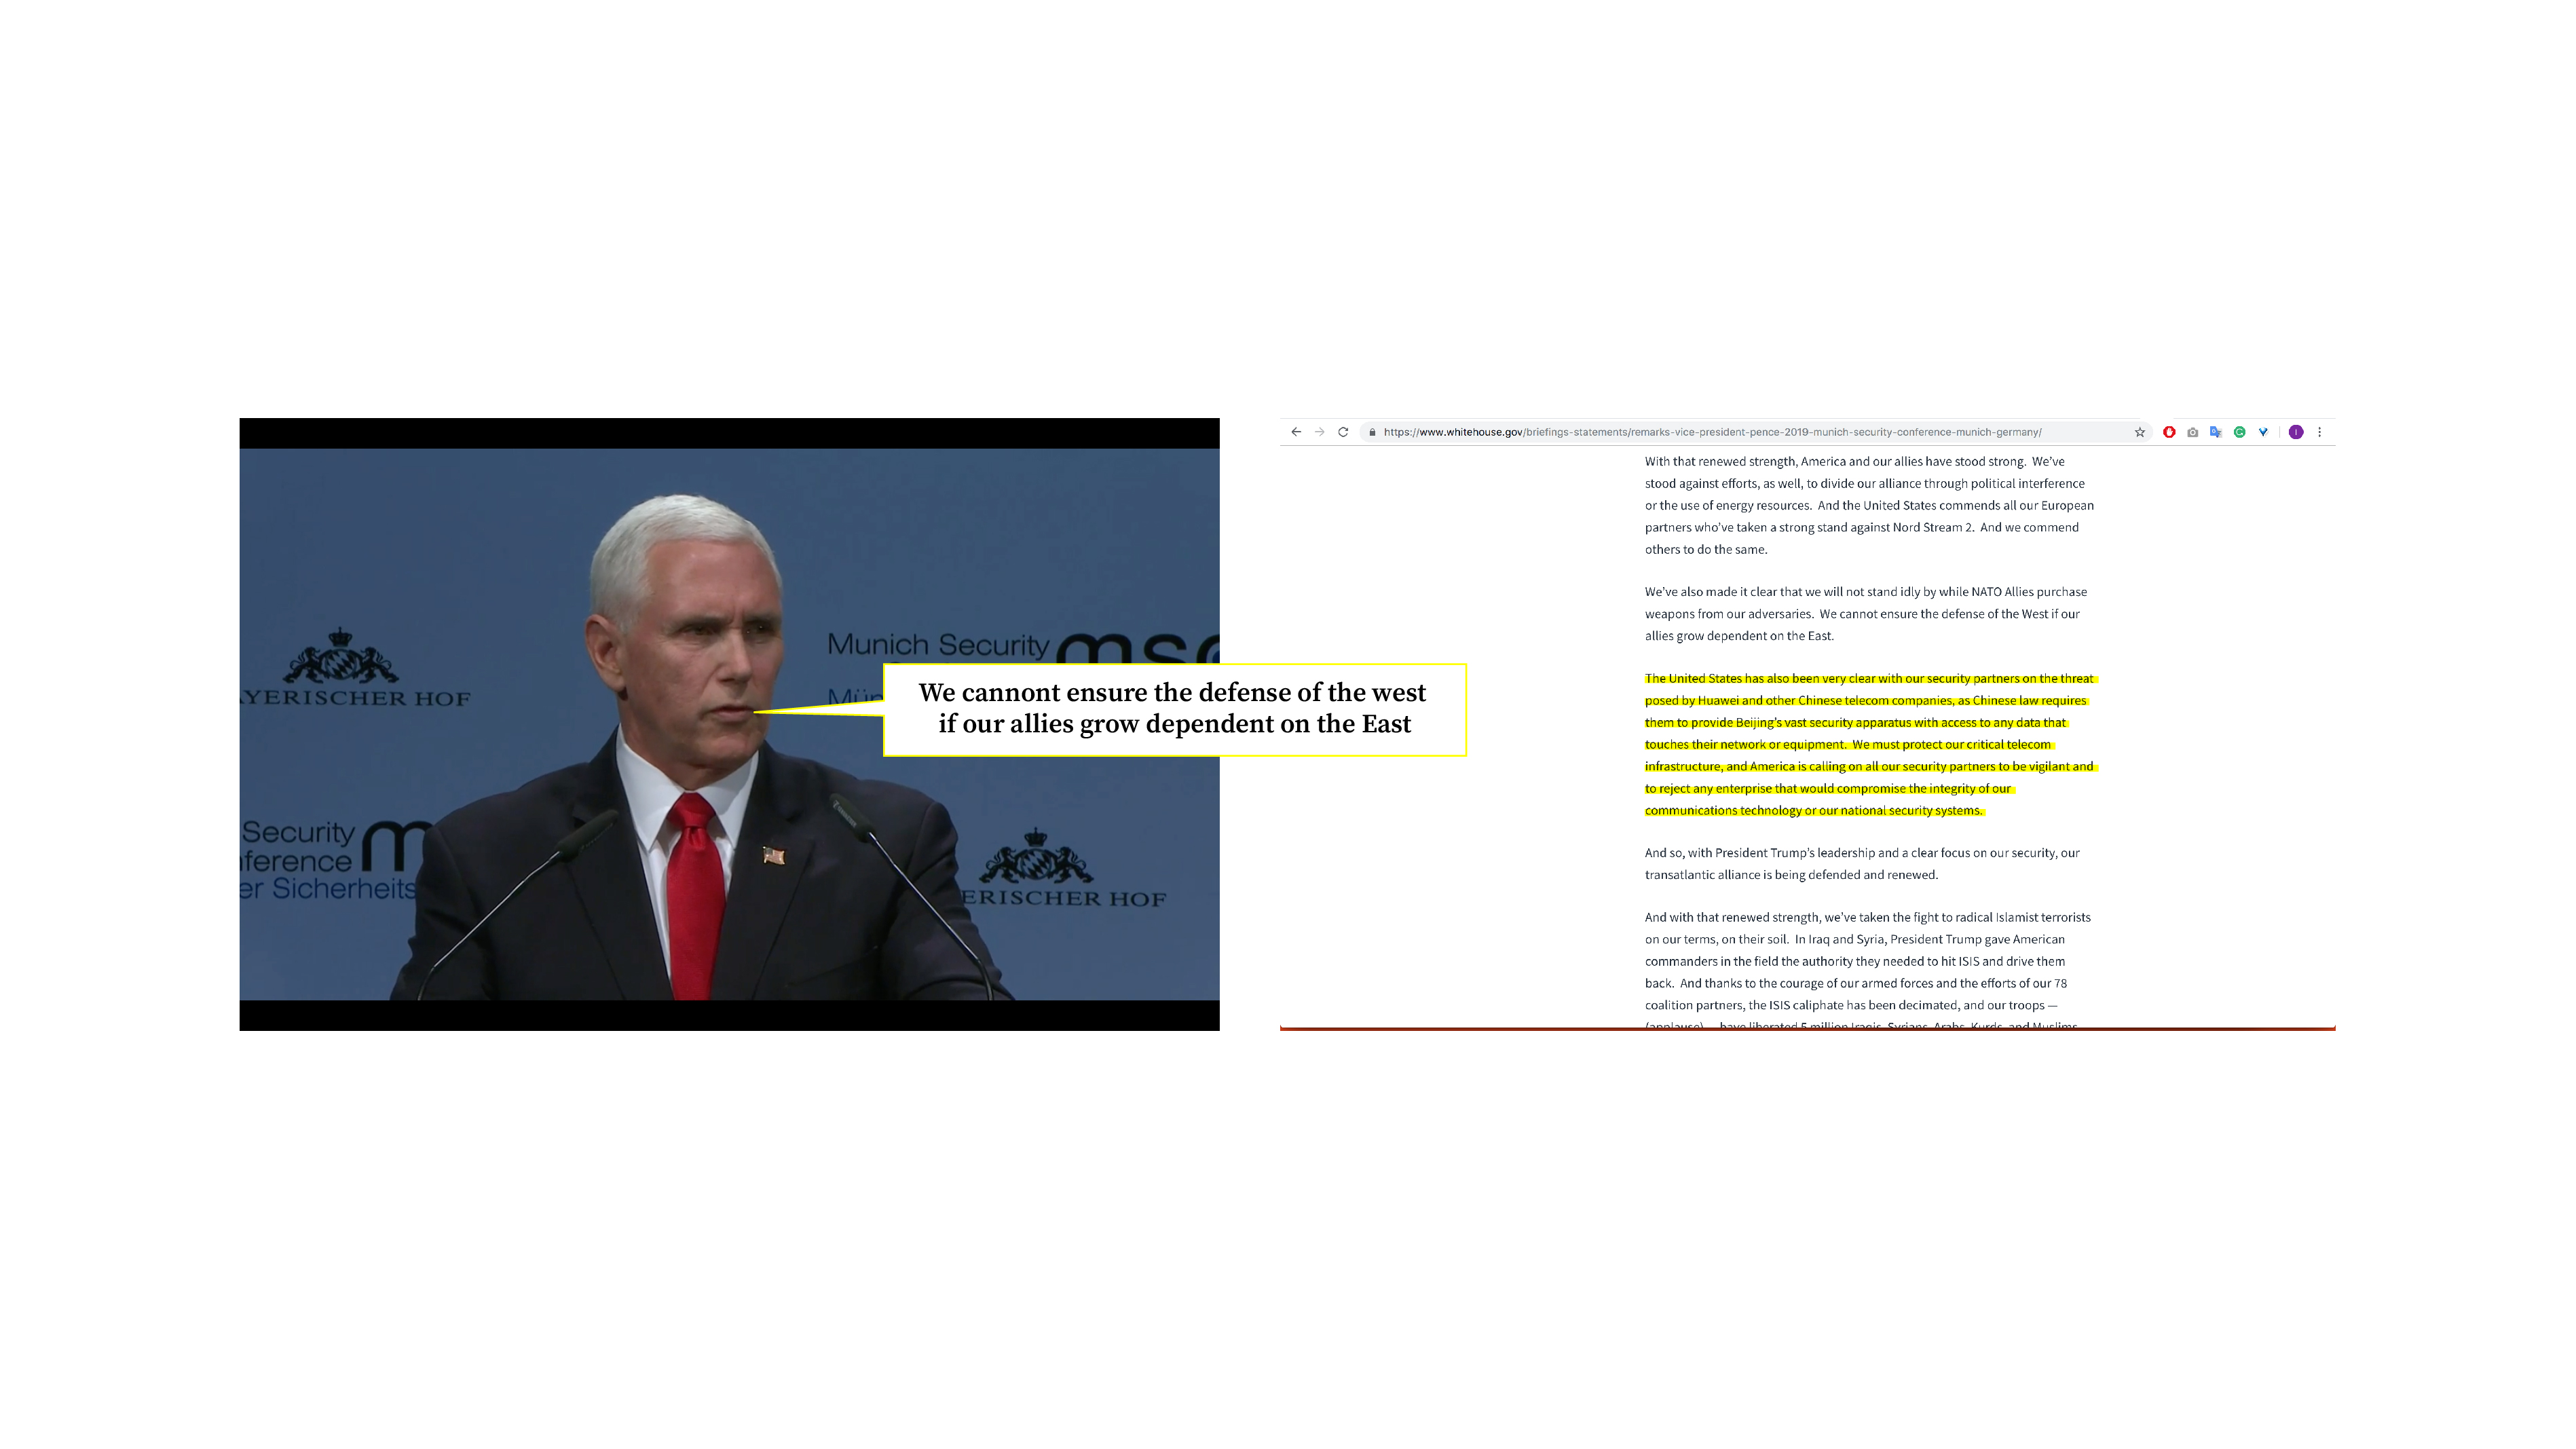 Munich Security
msc
AYERISCHER HOF
We cannont ensure the defense of the west
if our allies grow dependent on the East
Security
ference
er Sicherheits
ERISCHER HOF
https://www.whitehouse.gov/briefings-statements/remarks-vice-president-pence-2019-munich-security-conference-munich-germany/
With that renewed strength, America and our allies have stood strong. We've
stood against efforts, as well, to divide our alliance through political interference
or the use of energy resources. And the United States commends all our European
partners who've taken a strong stand against Nord Stream 2. And we commend
others to do the same.
We've also made it clear that we will not stand idly by while NATO Allies purchase
weapons from our adversaries. We cannot ensure the defense of the West if our
allies grow dependent on the East.
The United States has also been very clear with our security partners on the threat
posed by Huawei and other Chinese telecom companies, as Chinese law requires
them to provide Beijing's vast security apparatus with access to any data that
touches their network or equipment. We must protect our critical telecom
infrastructure, and America is calling on all our security partners to be vigilant and
to reject any enterprise that would compromise the integrity of our
communications technology or our national security systems.
And so, with President Trump's leadership and a clear focus on our security, our
transatlantic alliance is being defended and renewed.
And with that renewed strength, we've taken the fight to radical Islamist terrorists
on our terms, on their soil. In Iraq and Syria, President Trump gave American
commanders in the field the authority they needed to hit ISIS and drive them
back. And thanks to the courage of our armed forces and the efforts of our 78
coalition partners, the ISIS caliphate has been decimated, and our troops —
(applause) — have liberated 5 million Iraqis, Syrians, Arabs, Kurds, and Muslims